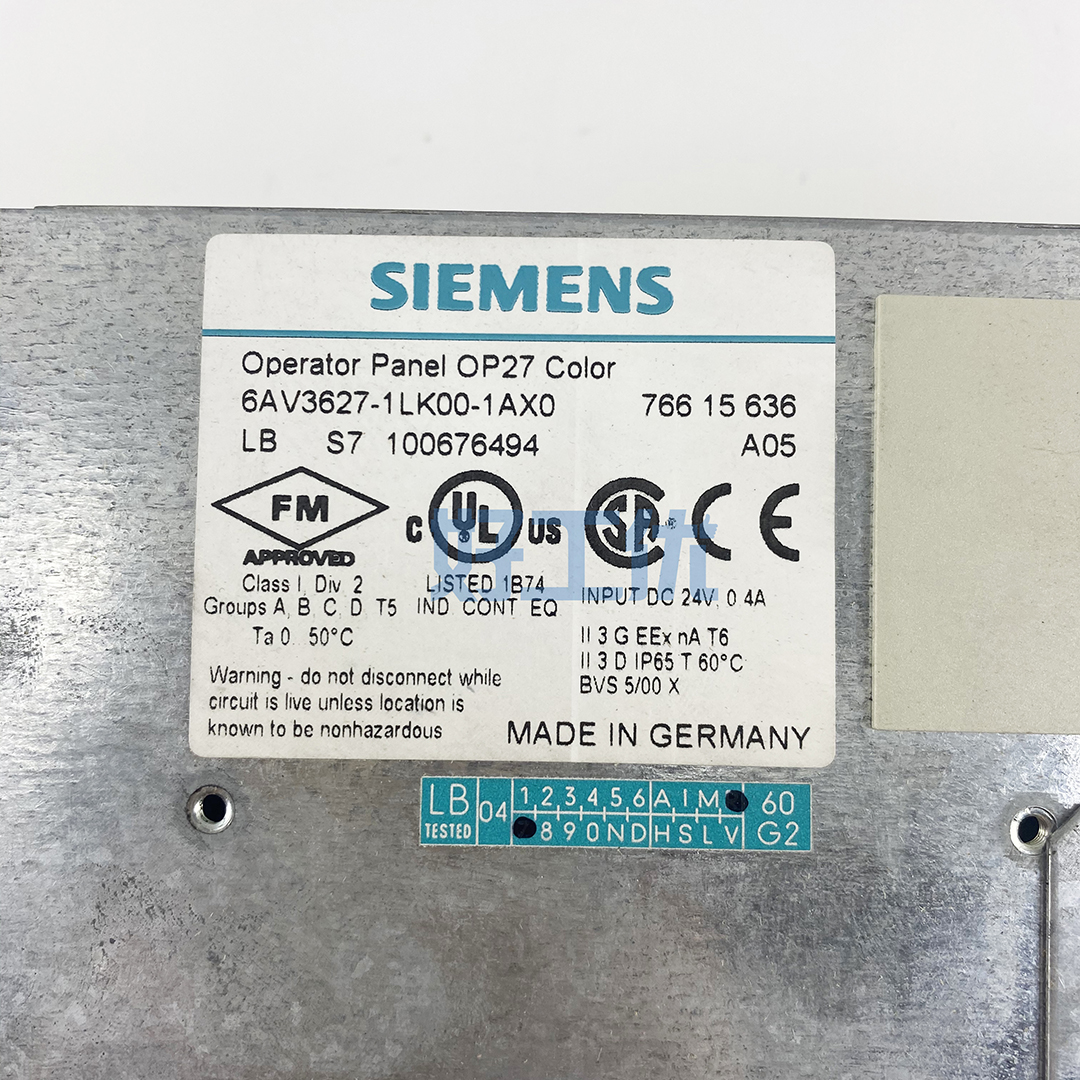 SIEMENS
Operator Panel OP27 Color
6AV3627-1LK00-1AX0 766 15 636
LB S7 100676494 A05
FM
APPROVED
Class I, Div 2
Groups A, B, C, D, T5
Ta 0.. 50°C
C UL US
LISTED 1B74
IND CONT EQ
SA CE
INPUT DC 24V, 0 4A
II 3 G EEx nA T6
II 3 D IP65 T 60°C
BVS 5/00 X
Warning - do not disconnect while
circuit is live unless location is
known to be nonhazardous
MADE IN GERMANY
好工优
LB TESTED 04 1 2 3 4 5 6 A I M 60
8 9 0 N D H S L V G2